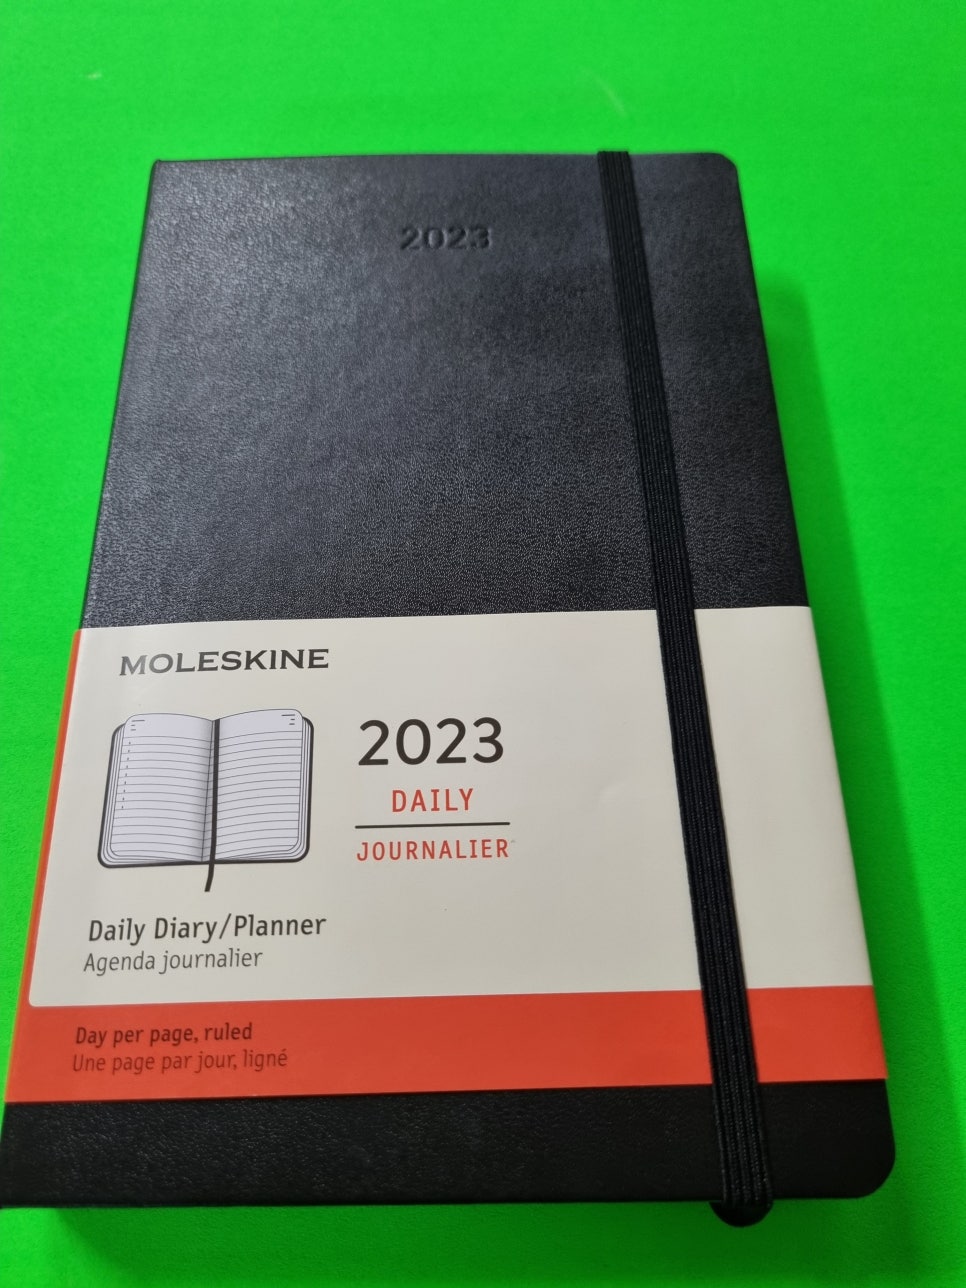 2023
MOLESKINE
2023
DAILY
JOURNALIER
Daily Diary/Planner
Agenda journalier
Day per page, ruled
Une page par jour, ligné